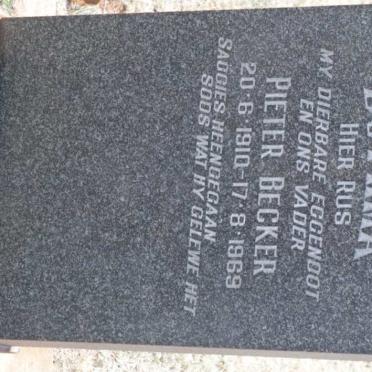 HIER RUS
MY DIERBARE EGGENOOT
EN ONS VADER
PIETER BECKER
20·6·1910–17·8·1969
SAGGIES HEENGEGAAN
SOOS WAT HY GELEWE HET